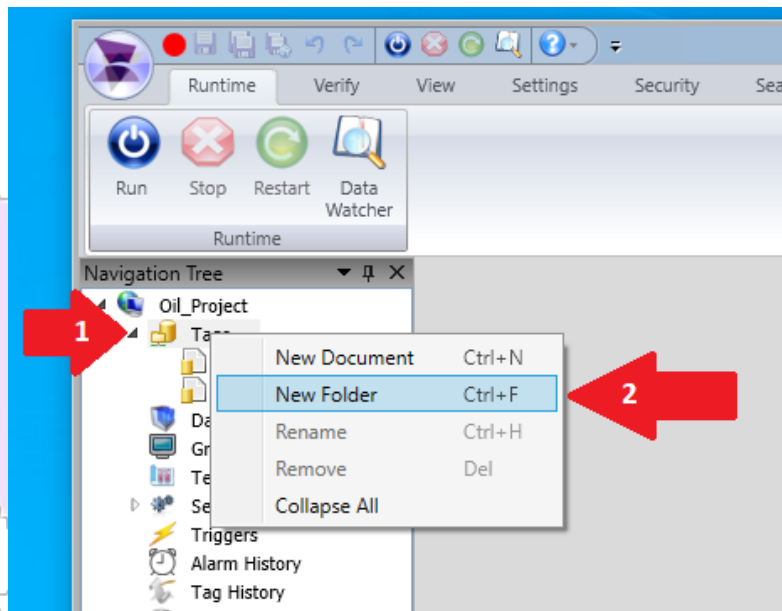 Runtime Verify View Settings Security Sea
Run Stop Restart Data
Watcher
Runtime
Navigation Tree
Oil_Project
1
New Document Ctrl+N
New Folder Ctrl+F
2
Rename Ctrl+H
Remove Del
Collapse All
Triggers
Alarm History
Tag History